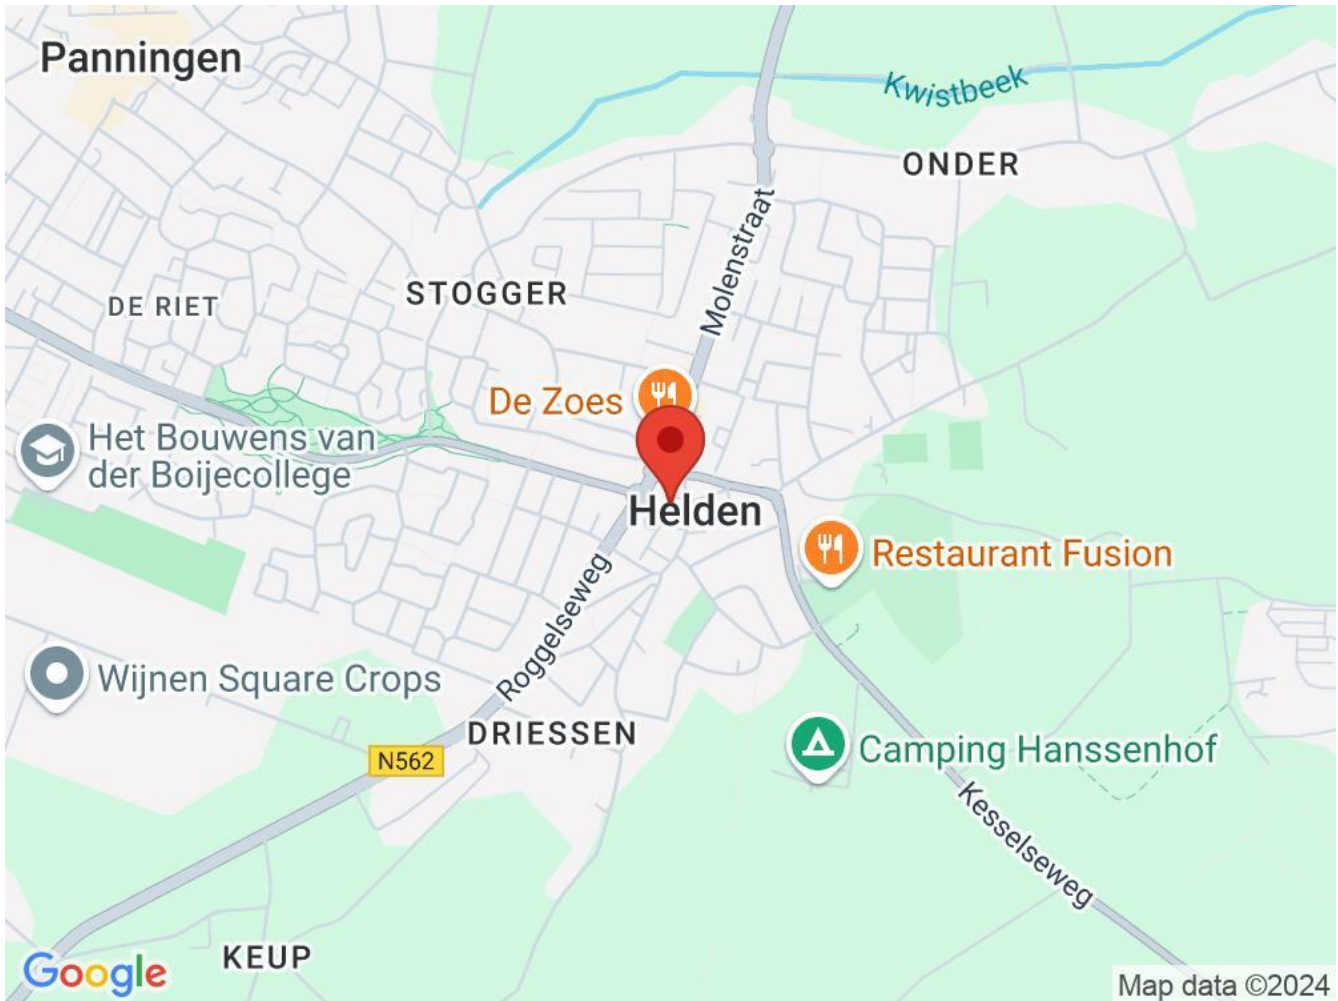 Panningen
Kwistbeek
ONDER
Molenstraat
STOGGER
DE RIET
De Zoes
Het Bouwens van
der Boijecollege
Helden
Restaurant Fusion
Roggelseweg
Wijnen Square Crops
DRIESSEN
N562
Camping Hanssenhof
Kesselseweg
KEUP
Google
Map data ©2024